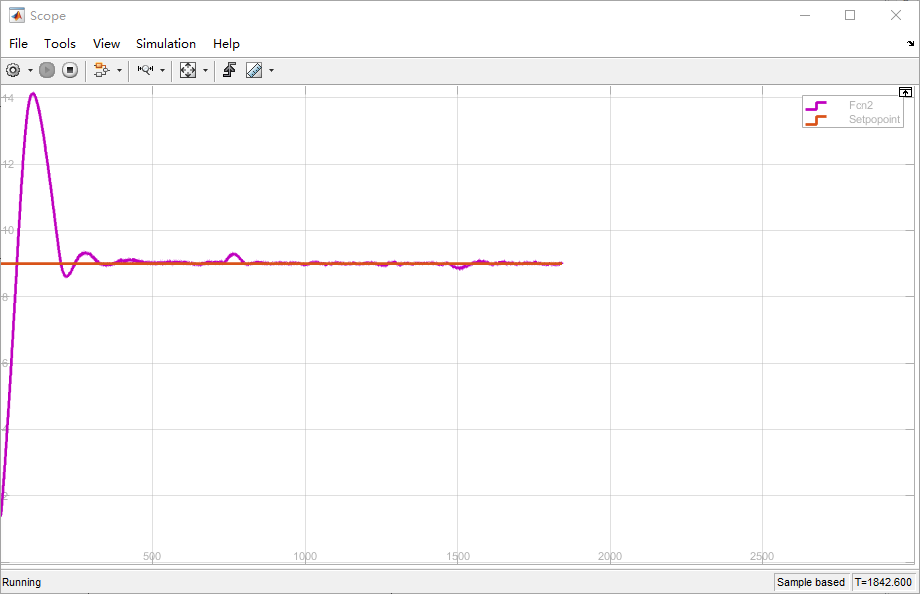 Scope
File Tools View Simulation Help
14
12
10
8
6
4
2
500 1000 1500 2000 2500
Fcn2
Setpopoint
Running
Sample based T=1842.600